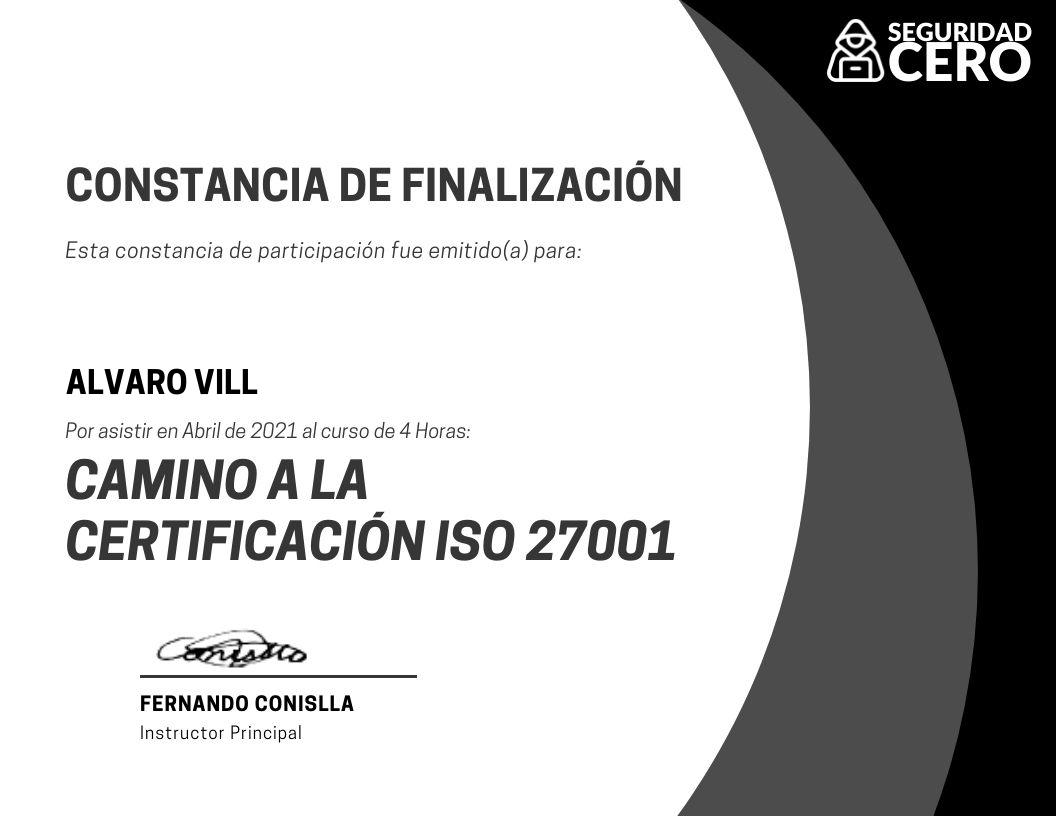 SEGURIDAD
CERO
CONSTANCIA DE FINALIZACIÓN
Esta constancia de participación fue emitido(a) para:
ALVARO VILL
Por asistir en Abril de 2021 al curso de 4 Horas:
CAMINO A LA
CERTIFICACIÓN ISO 27001
Conislla
FERNANDO CONISLLA
Instructor Principal